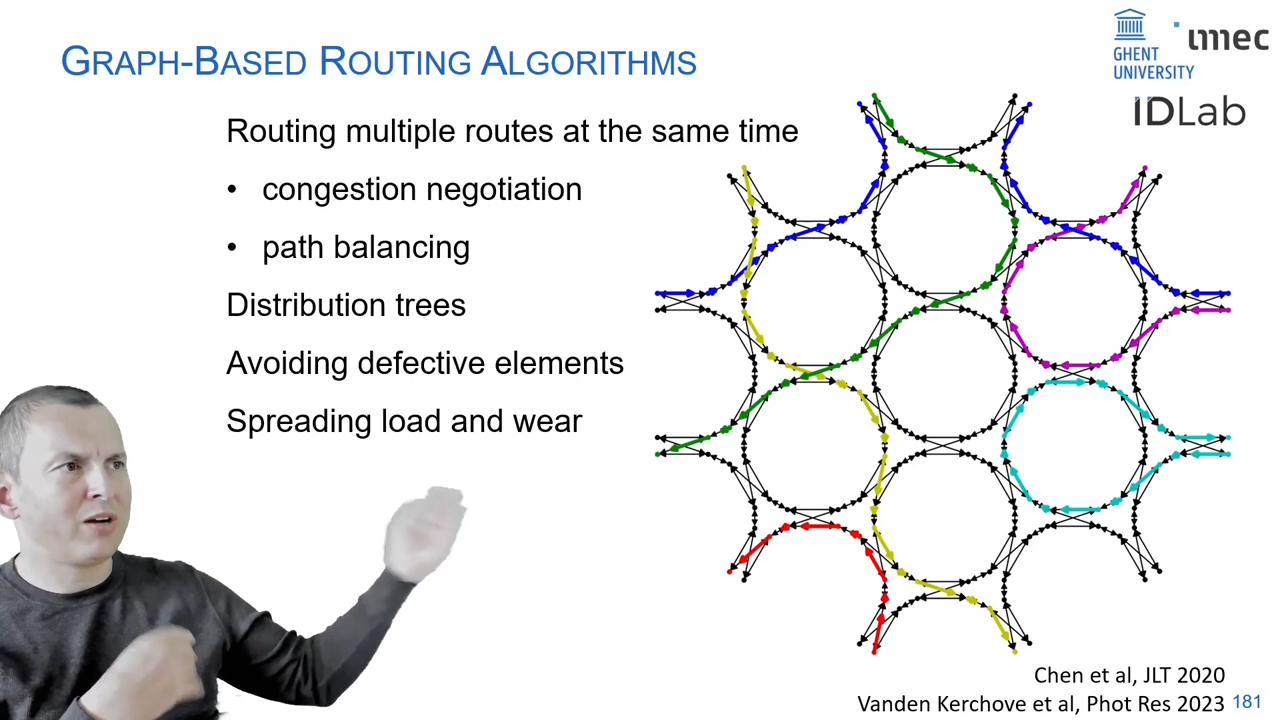 GRAPH-BASED ROUTING ALGORITHMS
GHENT
UNIVERSITY
imec
IDLab
Routing multiple routes at the same time
• congestion negotiation
• path balancing
Distribution trees
Avoiding defective elements
Spreading load and wear
Chen et al, JLT 2020
Vanden Kerchove et al, Phot Res 2023
181